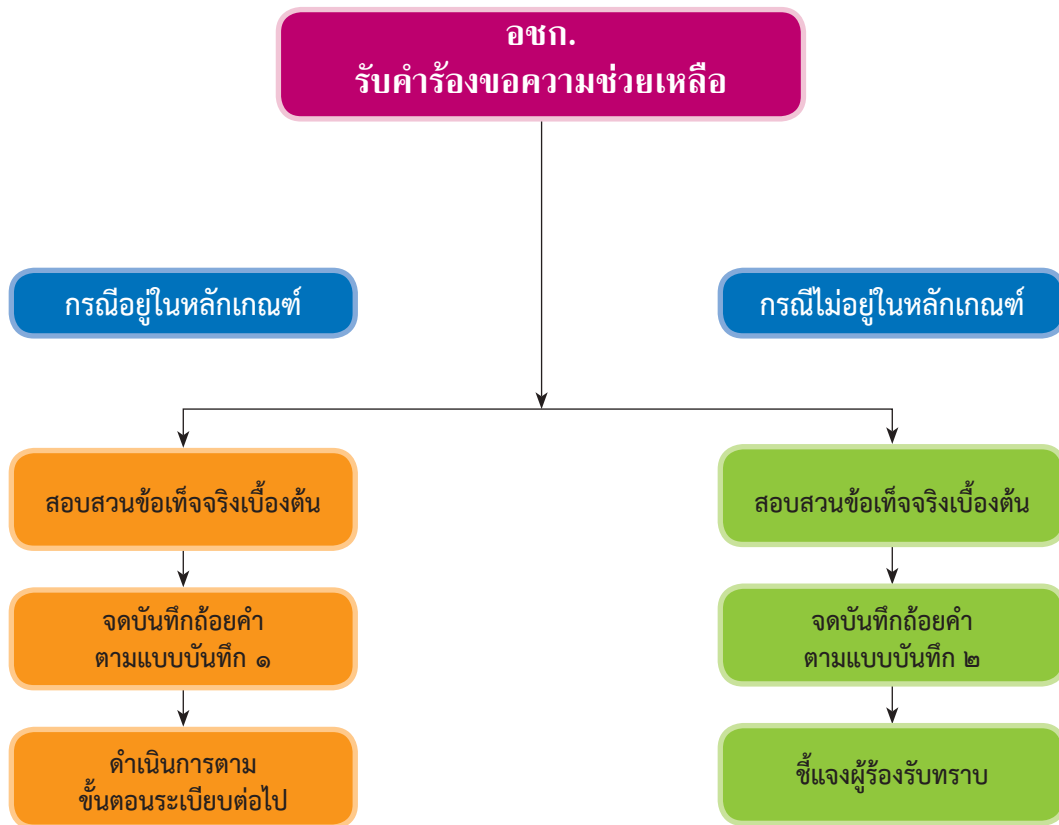 อชก.
รับคำร้องขอความช่วยเหลือ
กรณีอยู่ในหลักเกณฑ์
กรณีไม่อยู่ในหลักเกณฑ์
สอบสวนข้อเท็จจริงเบื้องต้น
สอบสวนข้อเท็จจริงเบื้องต้น
จดบันทึกถ้อยคำ
ตามแบบบันทึก ๑
จดบันทึกถ้อยคำ
ตามแบบบันทึก ๒
ดำเนินการตาม
ขั้นตอนระเบียบต่อไป
ชี้แจงผู้ร้องรับทราบ